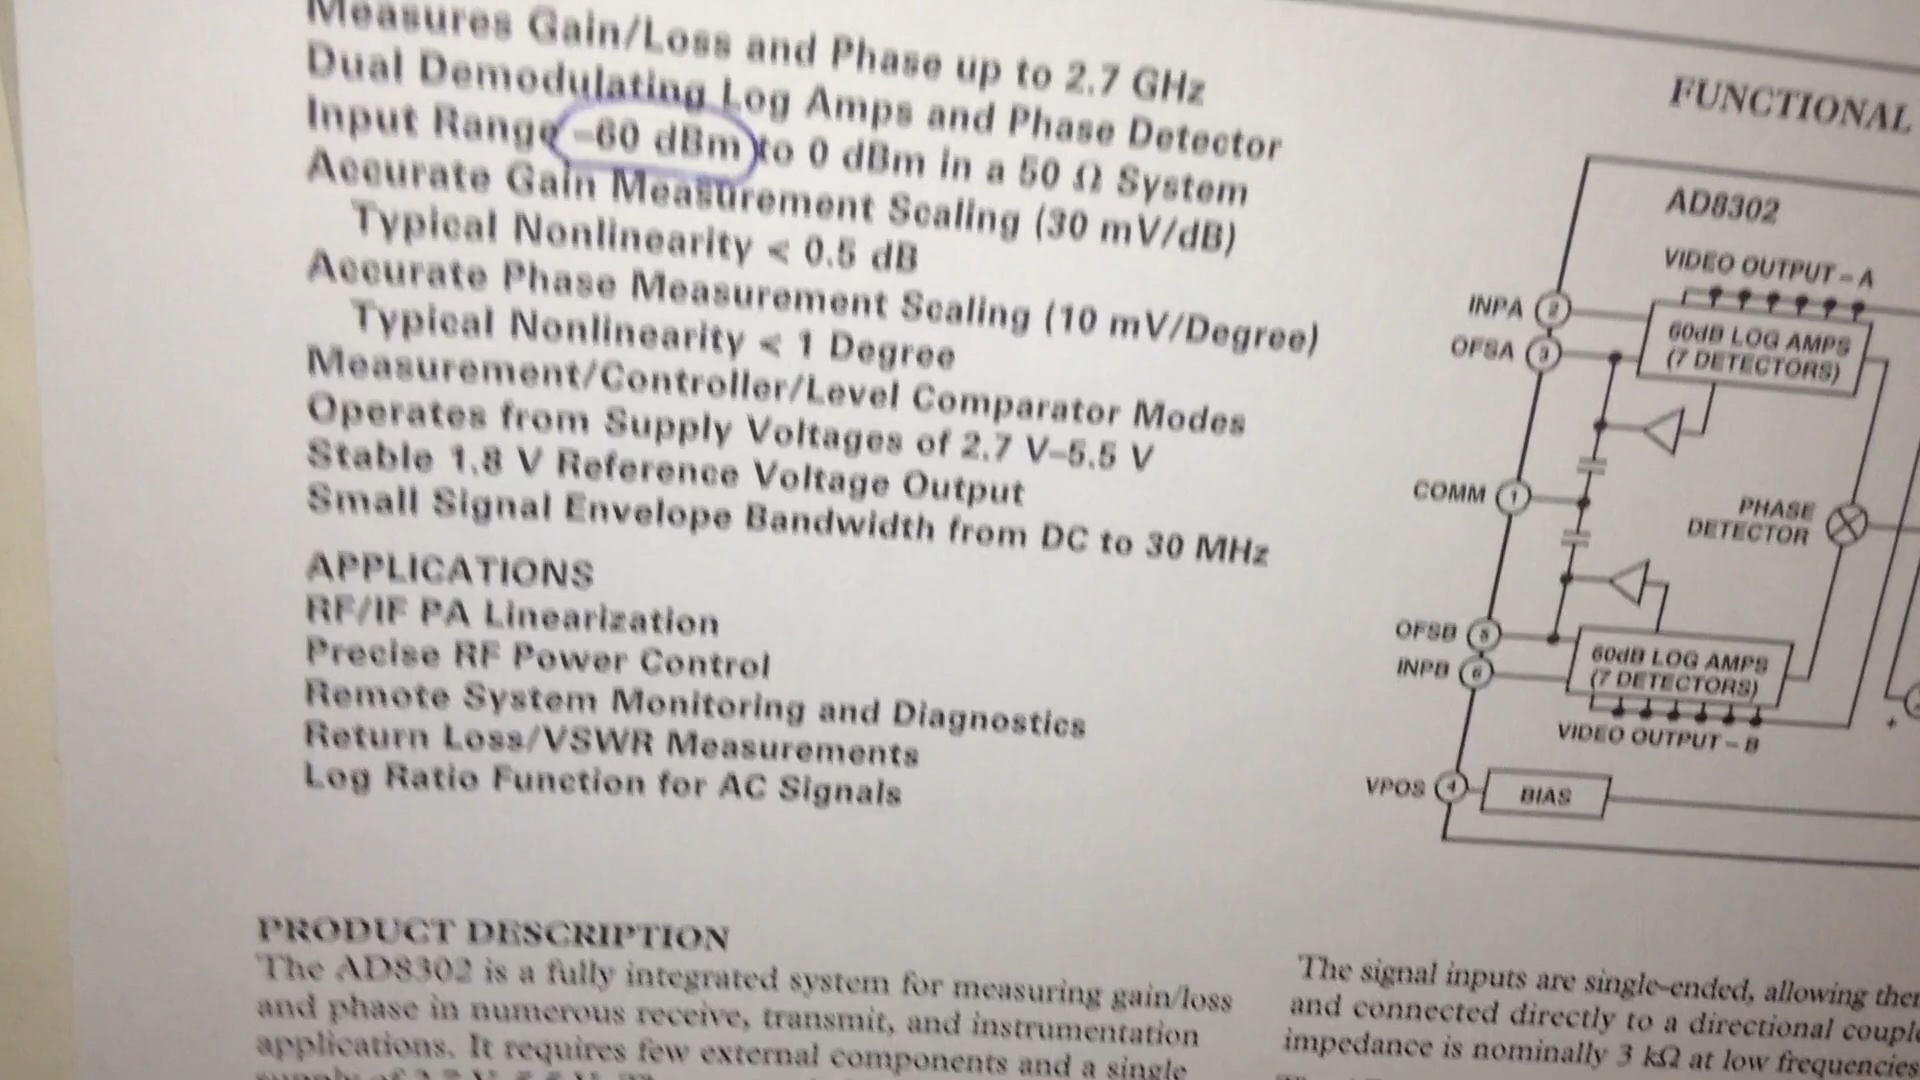 Measures Gain/Loss and Phase up to 2.7 GHz
Dual Demodulating Log Amps and Phase Detector
Input Range –60 dBm to 0 dBm in a 50 Ω System
Accurate Gain Measurement Scaling (30 mV/dB)
Typical Nonlinearity < 0.5 dB
Accurate Phase Measurement Scaling (10 mV/Degree)
Typical Nonlinearity < 1 Degree
Measurement/Controller/Level Comparator Modes
Operates from Supply Voltages of 2.7 V–5.5 V
Stable 1.8 V Reference Voltage Output
Small Signal Envelope Bandwidth from DC to 30 MHz
APPLICATIONS
RF/IF PA Linearization
Precise RF Power Control
Remote System Monitoring and Diagnostics
Return Loss/VSWR Measurements
Log Ratio Function for AC Signals
PRODUCT DESCRIPTION
The AD8302 is a fully integrated system for measuring gain/loss
and phase in numerous receive, transmit, and instrumentation
applications. It requires few external components and a single
FUNCTIONAL
AD8302
VIDEO OUTPUT – A
INPA 2
60dB LOG AMPS
OFSA 3
(7 DETECTORS)
COMM 1
PHASE
DETECTOR
OFSB 5
60dB LOG AMPS
INPB 6
(7 DETECTORS)
+
VIDEO OUTPUT – B
VPOS 4
BIAS
The signal inputs are single-ended, allowing
and connected directly to a directional
impedance is nominally 3 kΩ at low frequencies